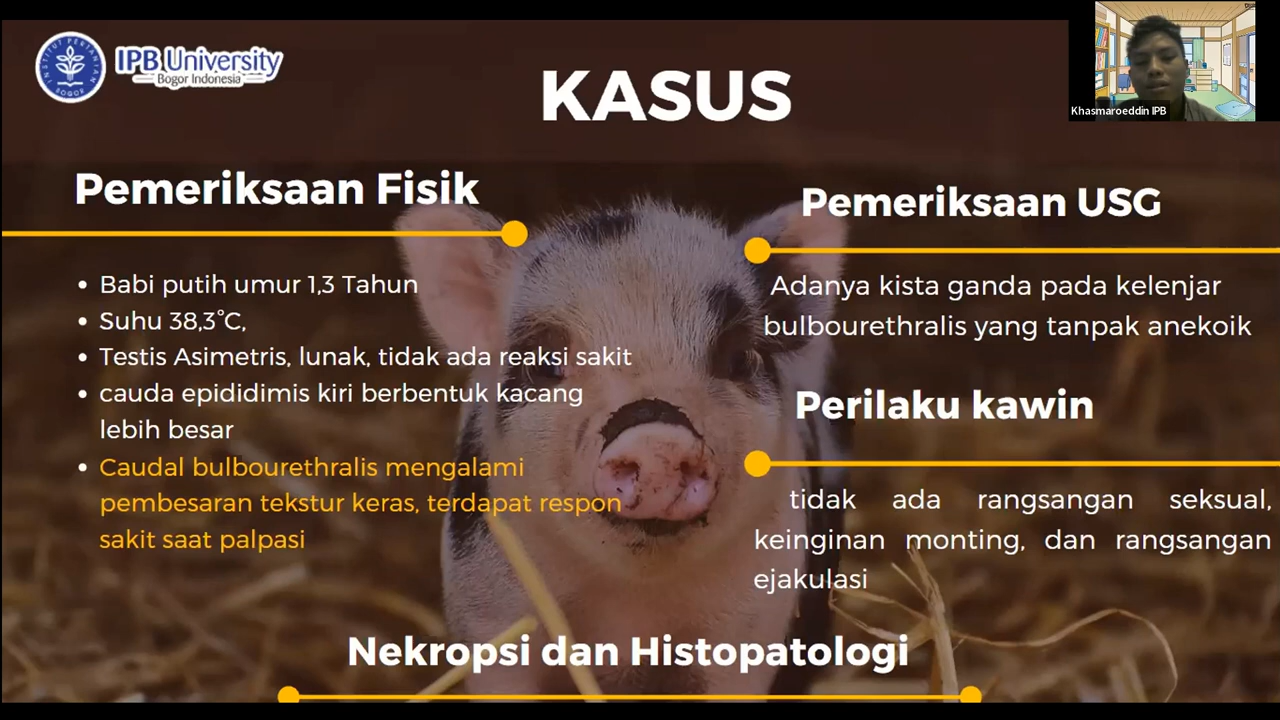 IPB University
Bogor Indonesia
KASUS
Khasmaroeddin IPB
Pemeriksaan Fisik
• Babi putih umur 1,3 Tahun
• Suhu 38,3°C,
• Testis Asimetris, lunak, tidak ada reaksi sakit
• cauda epididimis kiri berbentuk kacang
lebih besar
• Caudal bulbourethralis mengalami
pembesaran tekstur keras, terdapat respon
sakit saat palpasi
Pemeriksaan USG
Adanya kista ganda pada kelenjar
bulbourethralis yang tanpak anekoik
Perilaku kawin
tidak ada rangsangan seksual,
keinginan monting, dan rangsangan
ejakulasi
Nekropsi dan Histopatologi